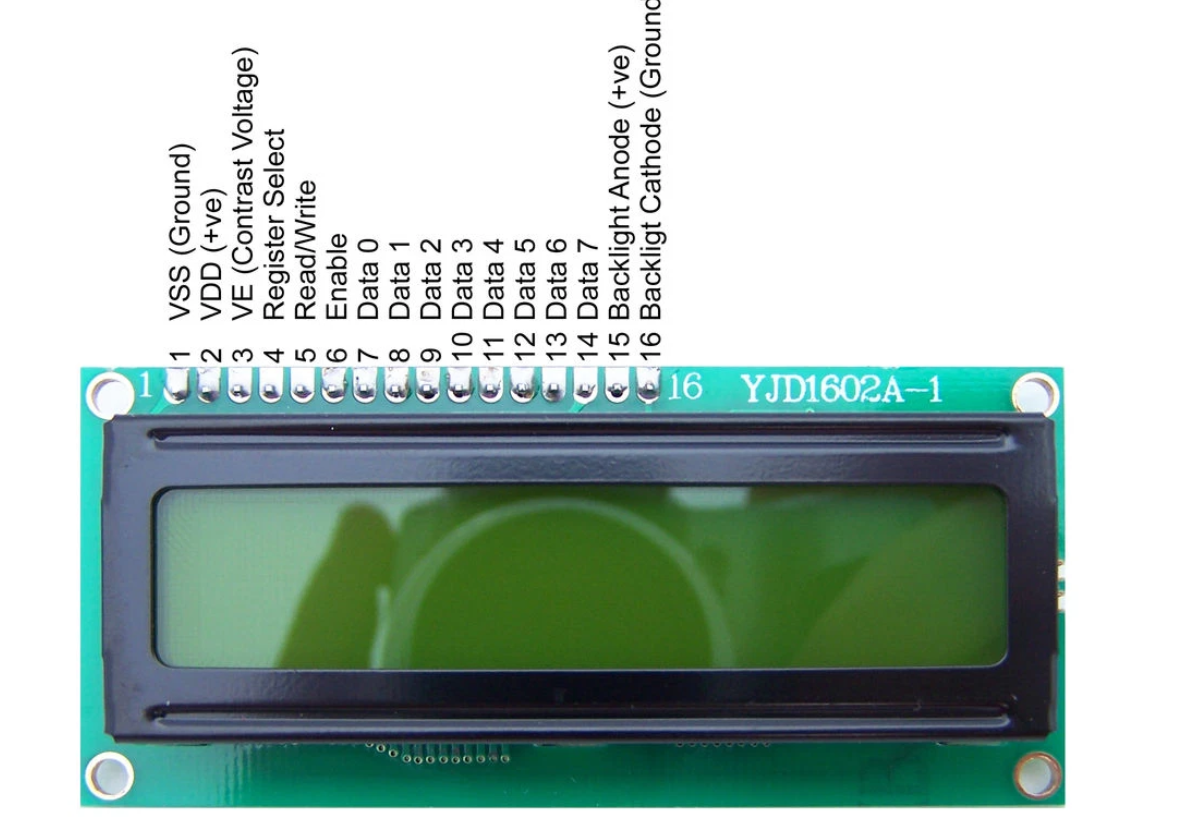 1 VSS (Ground)
2 VDD (+ve)
3 VE (Contrast Voltage)
4 Register Select
5 Read/Write
6 Enable
7 Data 0
8 Data 1
9 Data 2
10 Data 3
11 Data 4
12 Data 5
13 Data 6
14 Data 7
15 Backlight Anode (+ve)
16 Backligt Cathode (Ground
1 16 YJD1602A-1